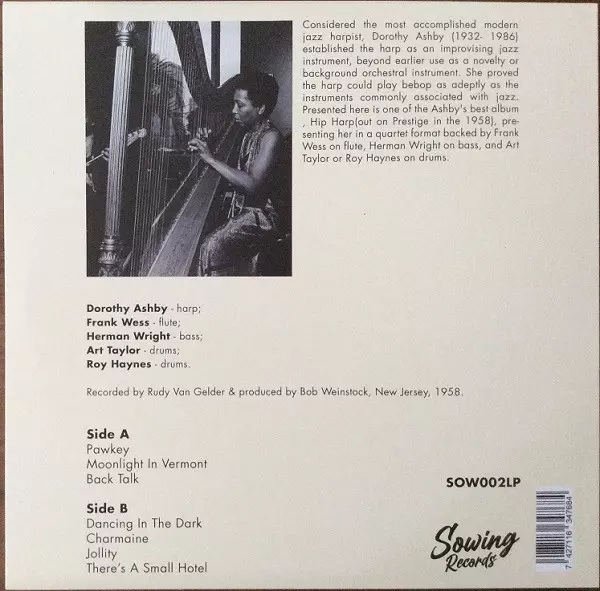 Considered the most accomplished modern
jazz harpist, Dorothy Ashby (1932- 1986)
established the harp as an improvising jazz
instrument, beyond earlier use as a novelty or
background orchestral instrument. She proved
the harp could play bebop as adeptly as the
instruments commonly associated with jazz.
Presented here is one of the Ashby's best album
, Hip Harp(out on Prestige in the 1958), pre-
senting her in a quartet format backed by Frank
Wess on flute, Herman Wright on bass, and Art
Taylor or Roy Haynes on drums.
Dorothy Ashby - harp;
Frank Wess - flute;
Herman Wright - bass;
Art Taylor - drums;
Roy Haynes - drums.
Recorded by Rudy Van Gelder & produced by Bob Weinstock, New Jersey, 1958.
Side A
Pawkey
Moonlight In Vermont
Back Talk
Side B
Dancing In The Dark
Charmaine
Jollity
There's A Small Hotel
SOW002LP
Sowing
Records
7 427116 347684